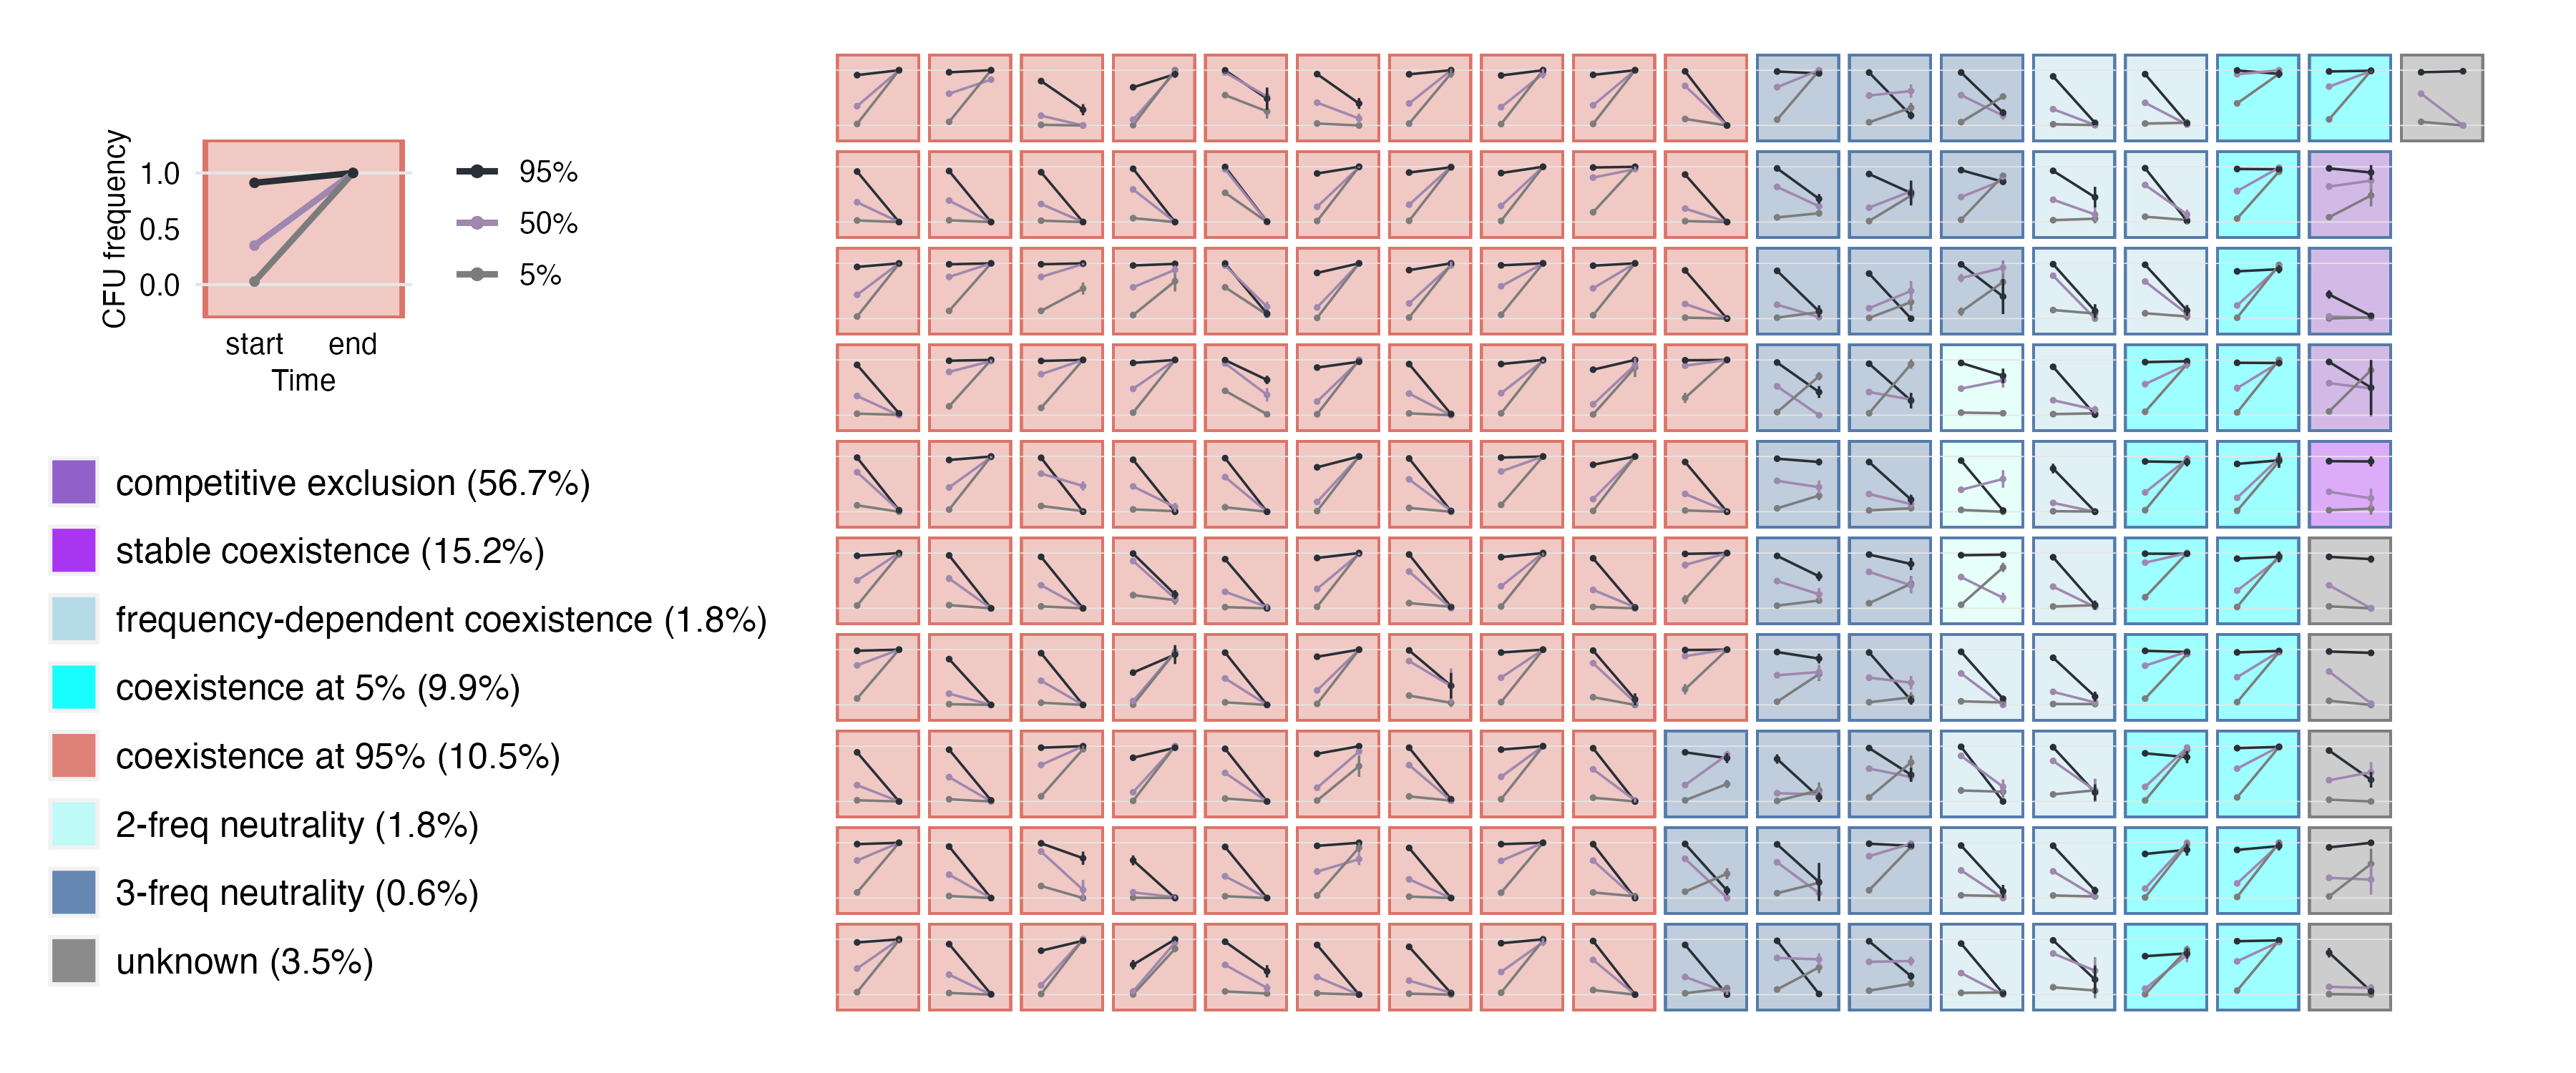 CFU frequency
1.0
0.5
0.0
start end
Time
95%
50%
5%
competitive exclusion (56.7%)
stable coexistence (15.2%)
frequency-dependent coexistence (1.8%)
coexistence at 5% (9.9%)
coexistence at 95% (10.5%)
2-freq neutrality (1.8%)
3-freq neutrality (0.6%)
unknown (3.5%)